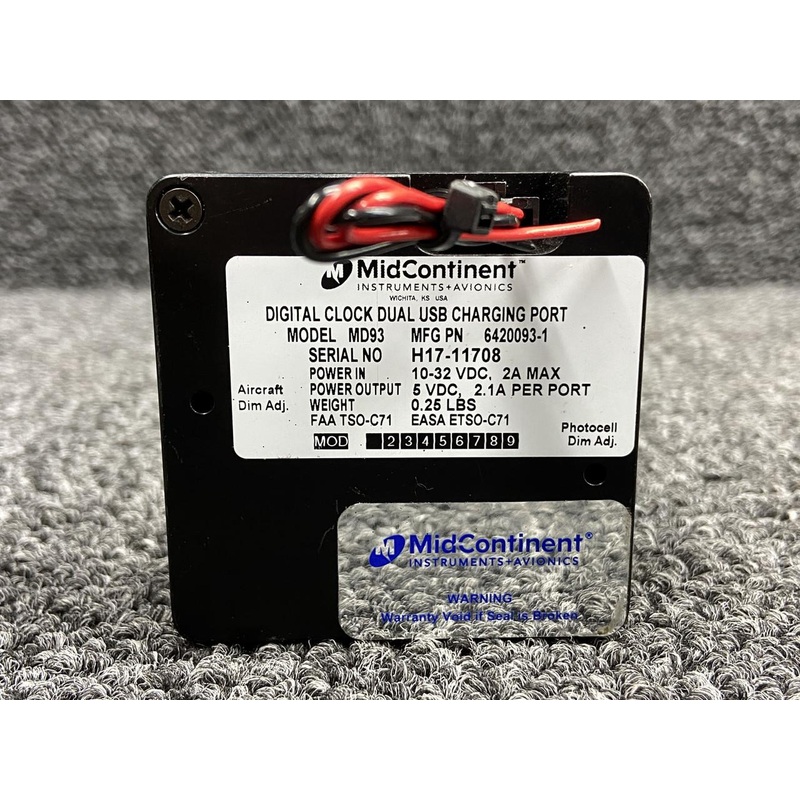 MidContinent™
INSTRUMENTS+AVIONICS
WICHITA, KS USA
DIGITAL CLOCK DUAL USB CHARGING PORT
MODEL MD93 MFG PN 6420093-1
SERIAL NO H17-11708
POWER IN 10-32 VDC, 2A MAX
POWER OUTPUT 5 VDC, 2.1A PER PORT
WEIGHT 0.25 LBS
FAA TSO-C71 EASA ETSO-C71
MOD 2 3 4 5 6 7 8 9
Aircraft
Dim Adj.
Photocell
Dim Adj.
MidContinent®
INSTRUMENTS+AVIONICS
WARNING
Warranty Void if Seal is Broken